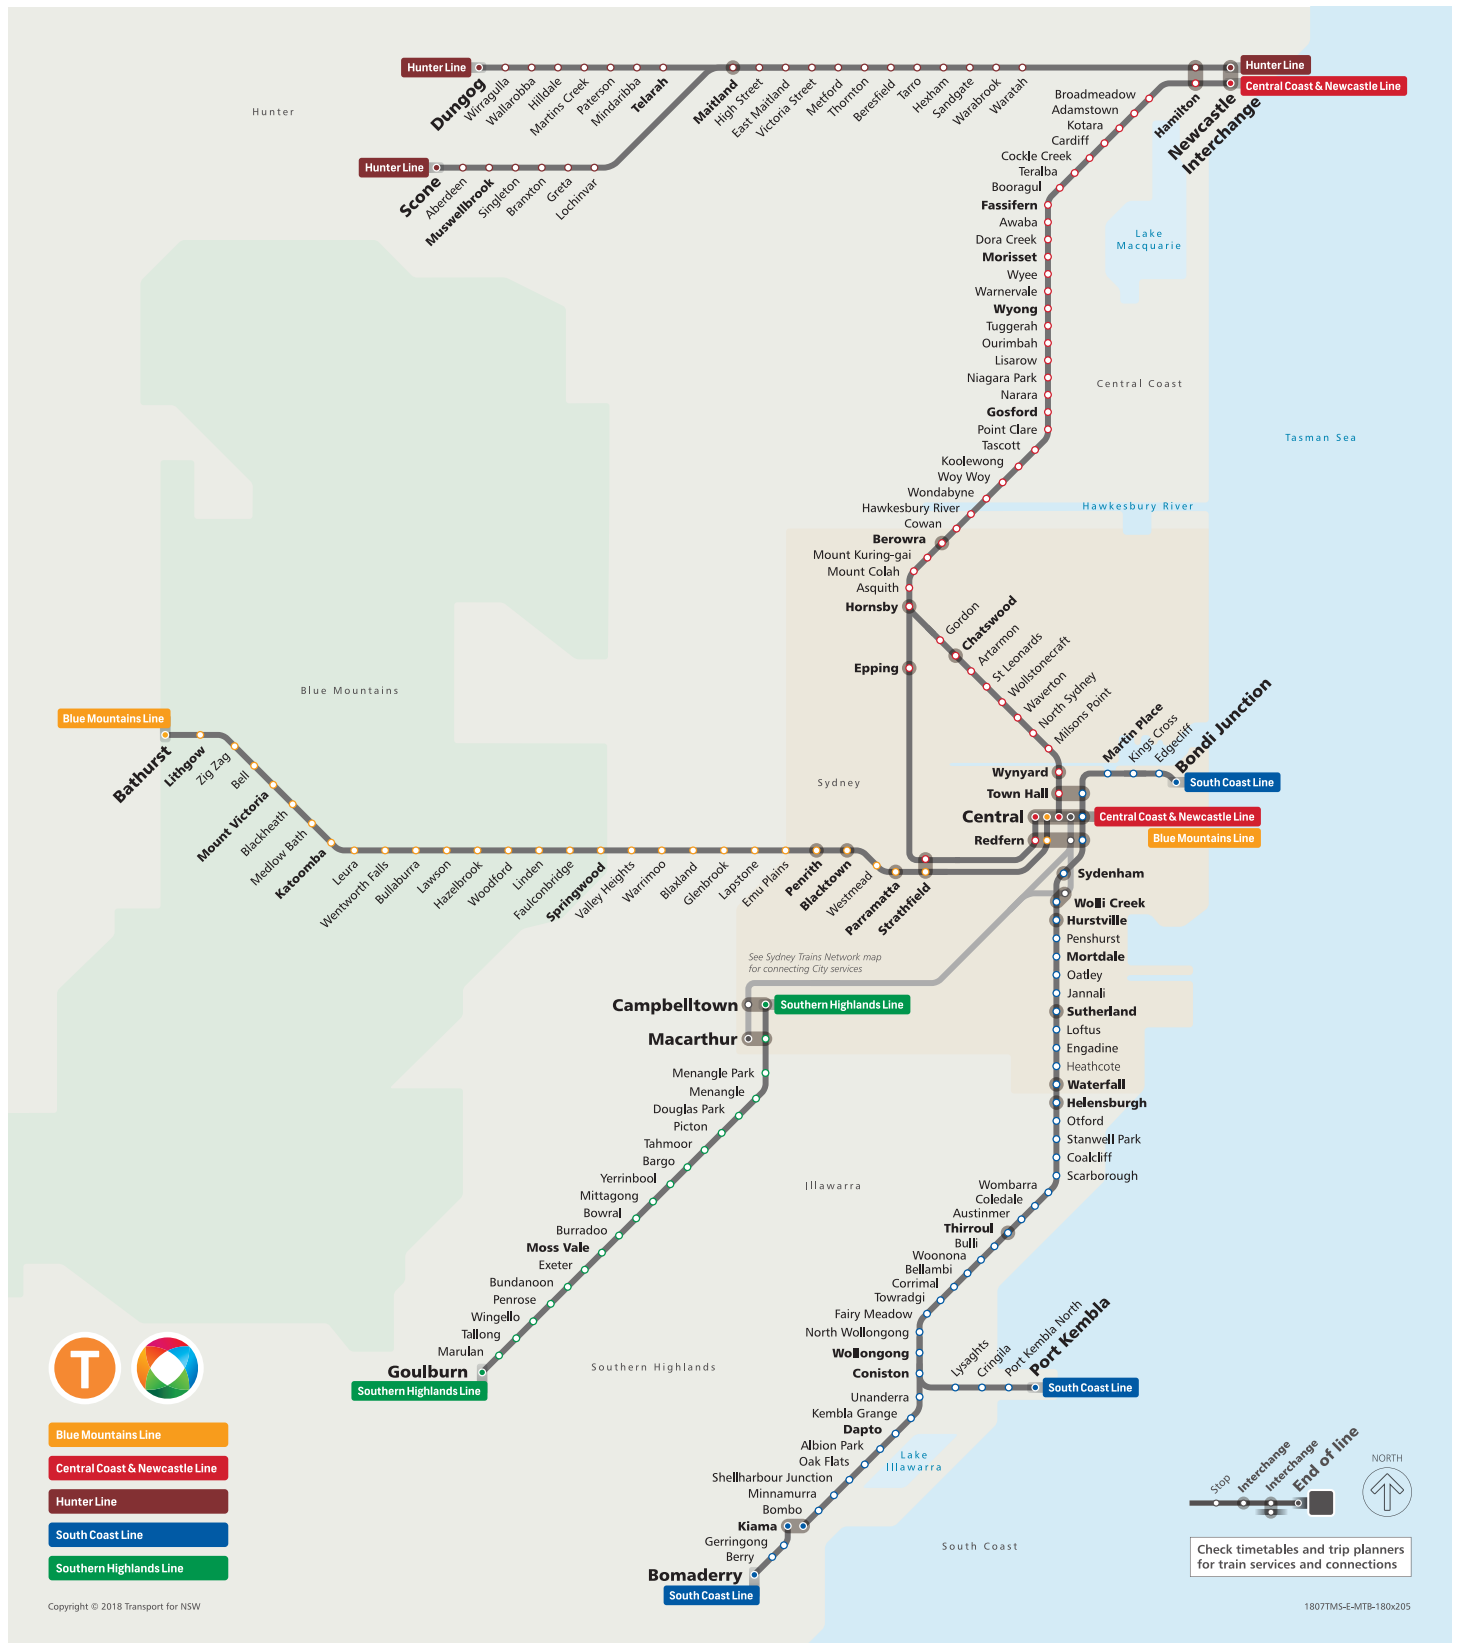 Hunter Line
Dungog
Wirragulla
Wallarobba
Hilldale
Martins Creek
Paterson
Mindaribba
Telarah
Maitland
High Street
East Maitland
Victoria Street
Metford
Thornton
Beresfield
Tarro
Hexham
Sandgate
Warabrook
Waratah
Hamilton
Newcastle
Interchange
Hunter Line
Central Coast & Newcastle Line
Hunter
Hunter Line
Scone
Aberdeen
Muswellbrook
Singleton
Branxton
Greta
Lochinvar
Broadmeadow
Adamstown
Kotara
Cardiff
Cockle Creek
Teralba
Booragul
Fassifern
Awaba
Dora Creek
Morisset
Wyee
Warnervale
Wyong
Tuggerah
Ourimbah
Lisarow
Niagara Park
Narara
Gosford
Point Clare
Tascott
Koolewong
Woy Woy
Wondabyne
Hawkesbury River
Cowan
Berowra
Mount Kuring-gai
Mount Colah
Asquith
Hornsby
Epping
Lake
Macquarie
Central Coast
Tasman Sea
Hawkesbury River
Gordon
Chatswood
Artarmon
St Leonards
Wollstonecraft
Waverton
North Sydney
Milsons Point
Wynyard
Town Hall
Central
Redfern
Martin Place
Kings Cross
Edgecliff
Bondi Junction
South Coast Line
Central Coast & Newcastle Line
Blue Mountains Line
Sydney
Blue Mountains
Blue Mountains Line
Bathurst
Lithgow
Zig Zag
Bell
Mount Victoria
Blackheath
Medlow Bath
Katoomba
Leura
Wentworth Falls
Bullaburra
Lawson
Hazelbrook
Woodford
Linden
Faulconbridge
Springwood
Valley Heights
Warrimoo
Blaxland
Glenbrook
Lapstone
Emu Plains
Penrith
Blacktown
Westmead
Parramatta
Strathfield
Sydenham
Wolli Creek
Hurstville
Penshurst
Mortdale
Oatley
Jannali
Sutherland
Loftus
Engadine
Heathcote
Waterfall
Helensburgh
Otford
Stanwell Park
Coalcliff
Scarborough
Wombarra
Coledale
Austinmer
Thirroul
Bulli
Woonona
Bellambi
Corrimal
Towradgi
Fairy Meadow
North Wollongong
Wollongong
Coniston
Lysaghts
Cringila
Port Kembla North
Port Kembla
South Coast Line
Unanderra
Kembla Grange
Dapto
Albion Park
Oak Flats
Shellharbour Junction
Minnamurra
Bombo
Kiama
Gerringong
Berry
Bomaderry
South Coast Line
Lake
Illawarra
Illawarra
South Coast
See Sydney Trains Network map
for connecting City services
Campbelltown
Southern Highlands Line
Macarthur
Menangle Park
Menangle
Douglas Park
Picton
Tahmoor
Bargo
Yerrinbool
Mittagong
Bowral
Burradoo
Moss Vale
Exeter
Bundanoon
Penrose
Wingello
Tallong
Marulan
Goulburn
Southern Highlands Line
Southern Highlands
T
Blue Mountains Line
Central Coast & Newcastle Line
Hunter Line
South Coast Line
Southern Highlands Line
Copyright © 2018 Transport for NSW
Stop
Interchange
Interchange
End of line
NORTH
Check timetables and trip planners
for train services and connections
1807TMS-E-MTB-180x205